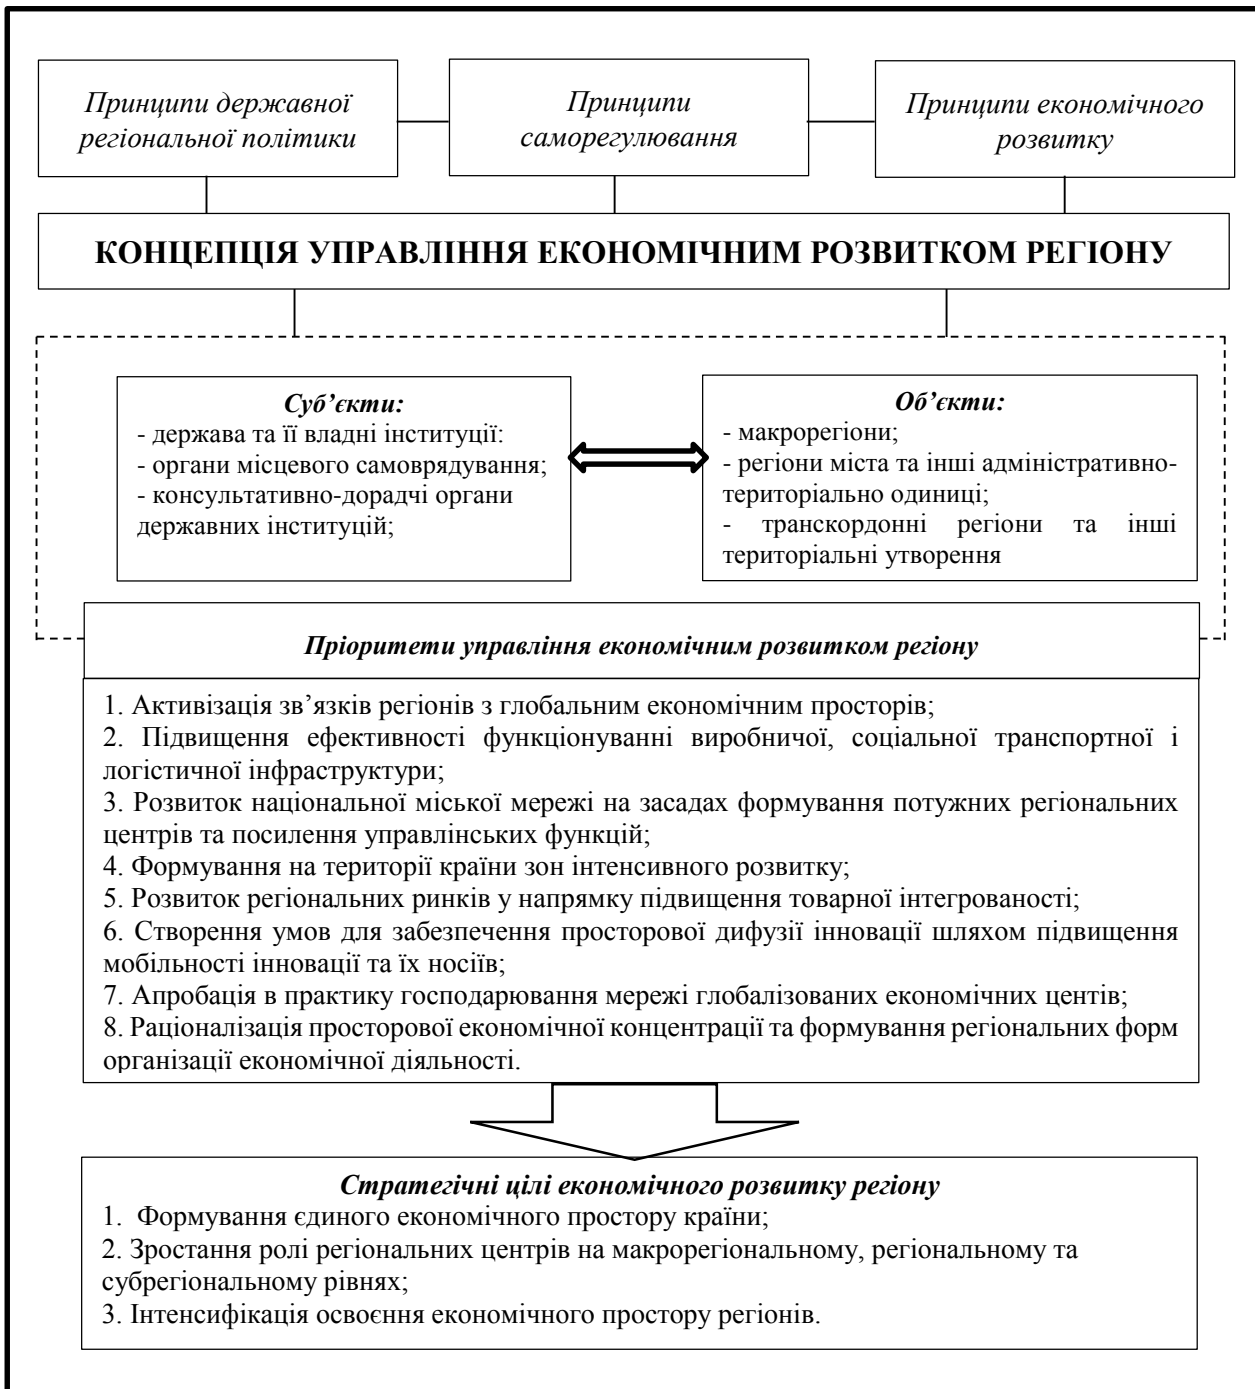 Принципи державної
регіональної політики
Принципи
саморегулювання
Принципи економічного
розвитку
КОНЦЕПЦІЯ УПРАВЛІННЯ ЕКОНОМІЧНИМ РОЗВИТКОМ РЕГІОНУ
Суб’єкти:
- держава та її владні інституції:
- органи місцевого самоврядування;
- консультативно-дорадчі органи
державних інституцій;
Об’єкти:
- макрорегіони;
- регіони міста та інші адміністративно-
територіально одиниці;
- транскордонні регіони та інші
територіальні утворення
Пріоритети управління економічним розвитком регіону
1. Активізація зв’язків регіонів з глобальним економічним просторів;
2. Підвищення ефективності функціонуванні виробничої, соціальної транспортної і
логістичної інфраструктури;
3. Розвиток національної міської мережі на засадах формування потужних регіональних
центрів та посилення управлінських функцій;
4. Формування на території країни зон інтенсивного розвитку;
5. Розвиток регіональних ринків у напрямку підвищення товарної інтегрованості;
6. Створення умов для забезпечення просторової дифузії інновації шляхом підвищення
мобільності інновації та їх носіїв;
7. Апробація в практику господарювання мережі глобалізованих економічних центів;
8. Раціоналізація просторової економічної концентрації та формування регіональних форм
організації економічної діяльності.
Стратегічні цілі економічного розвитку регіону
1. Формування єдиного економічного простору країни;
2. Зростання ролі регіональних центрів на макрорегіональному, регіональному та
субрегіональному рівнях;
3. Інтенсифікація освоєння економічного простору регіонів.